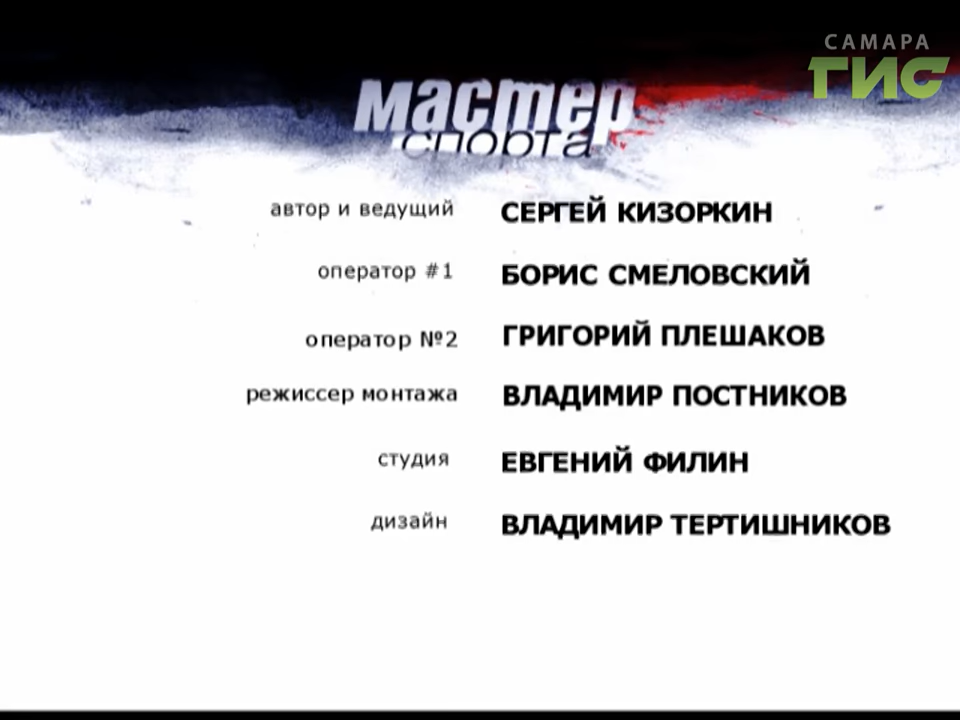 САМАРА
ГИС
мастер
спорта
автор и ведущий СЕРГЕЙ КИЗОРКИН
оператор #1 БОРИС СМЕЛОВСКИЙ
оператор №2 ГРИГОРИЙ ПЛЕШАКОВ
режиссер монтажа ВЛАДИМИР ПОСТНИКОВ
студия ЕВГЕНИЙ ФИЛИН
дизайн ВЛАДИМИР ТЕРТИШНИКОВ